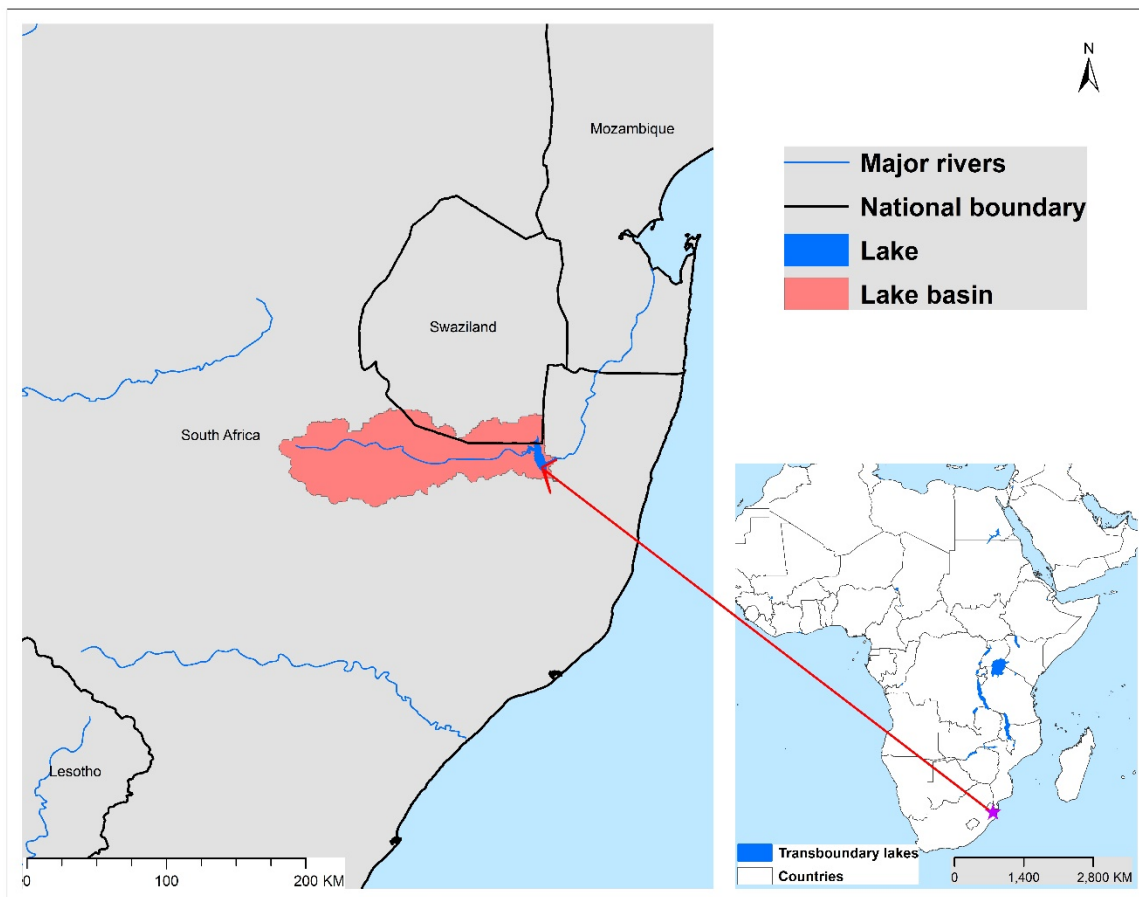 N
Mozambique
Major rivers
National boundary
Lake
Lake basin
Swaziland
South Africa
Lesotho
0 100 200 KM
Transboundary lakes
Countries
0 1,400 2,800 KM